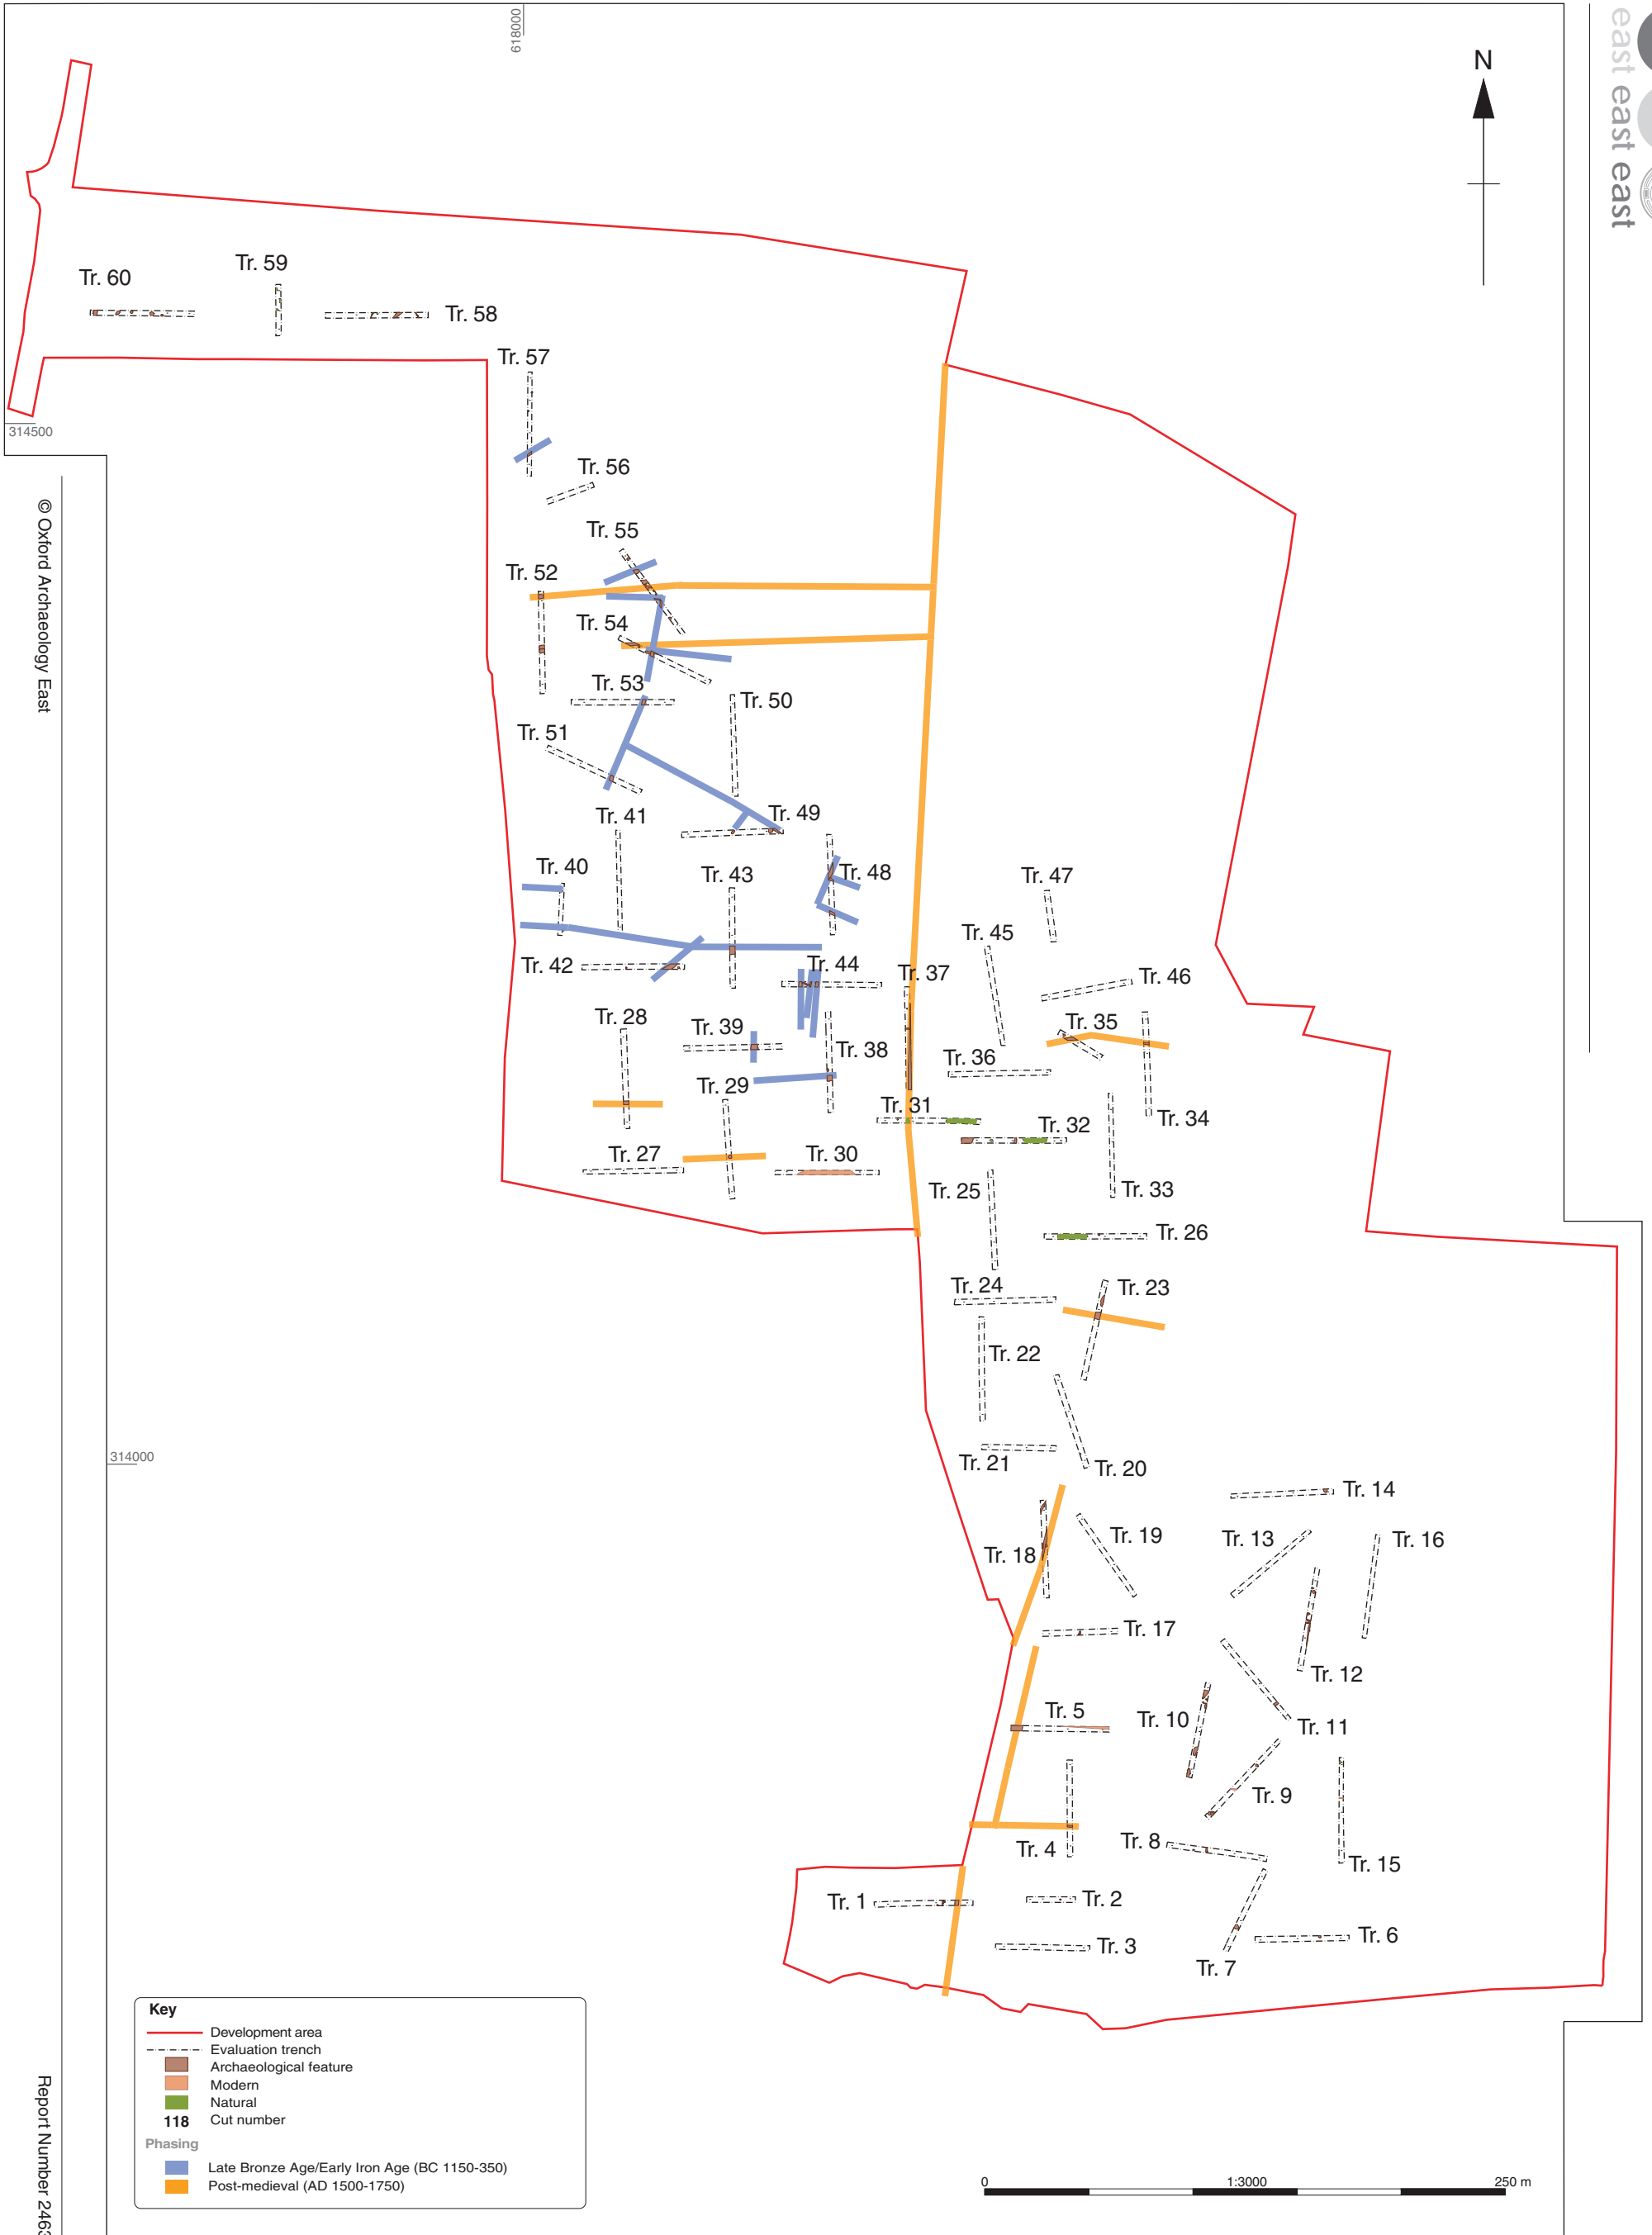 618000
east east east
N
Tr. 59
Tr. 60
Tr. 58
Tr. 57
314500
Tr. 56
© Oxford Archaeology East
Tr. 55
Tr. 52
Tr. 54
Tr. 53
Tr. 50
Tr. 51
Tr. 49
Tr. 41
Tr. 40
Tr. 43
Tr. 48
Tr. 47
Tr. 45
Tr. 42
Tr. 44
Tr. 37
Tr. 46
Tr. 28
Tr. 39
Tr. 35
Tr. 38
Tr. 36
Tr. 29
Tr. 31
Tr. 34
Tr. 32
Tr. 27
Tr. 30
Tr. 25
Tr. 33
Tr. 26
Tr. 24
Tr. 23
Tr. 22
314000
Tr. 21
Tr. 20
Tr. 14
Tr. 19
Tr. 13
Tr. 16
Tr. 18
Tr. 17
Tr. 12
Tr. 5
Tr. 10
Tr. 11
Tr. 9
Tr. 4
Tr. 8
Tr. 15
Tr. 1
Tr. 2
Tr. 3
Tr. 6
Tr. 7
Key
Development area
Evaluation trench
Archaeological feature
Modern
Natural
118 Cut number
Phasing
Late Bronze Age/Early Iron Age (BC 1150-350)
Post-medieval (AD 1500-1750)
0 1:3000 250 m
Report Number 2463